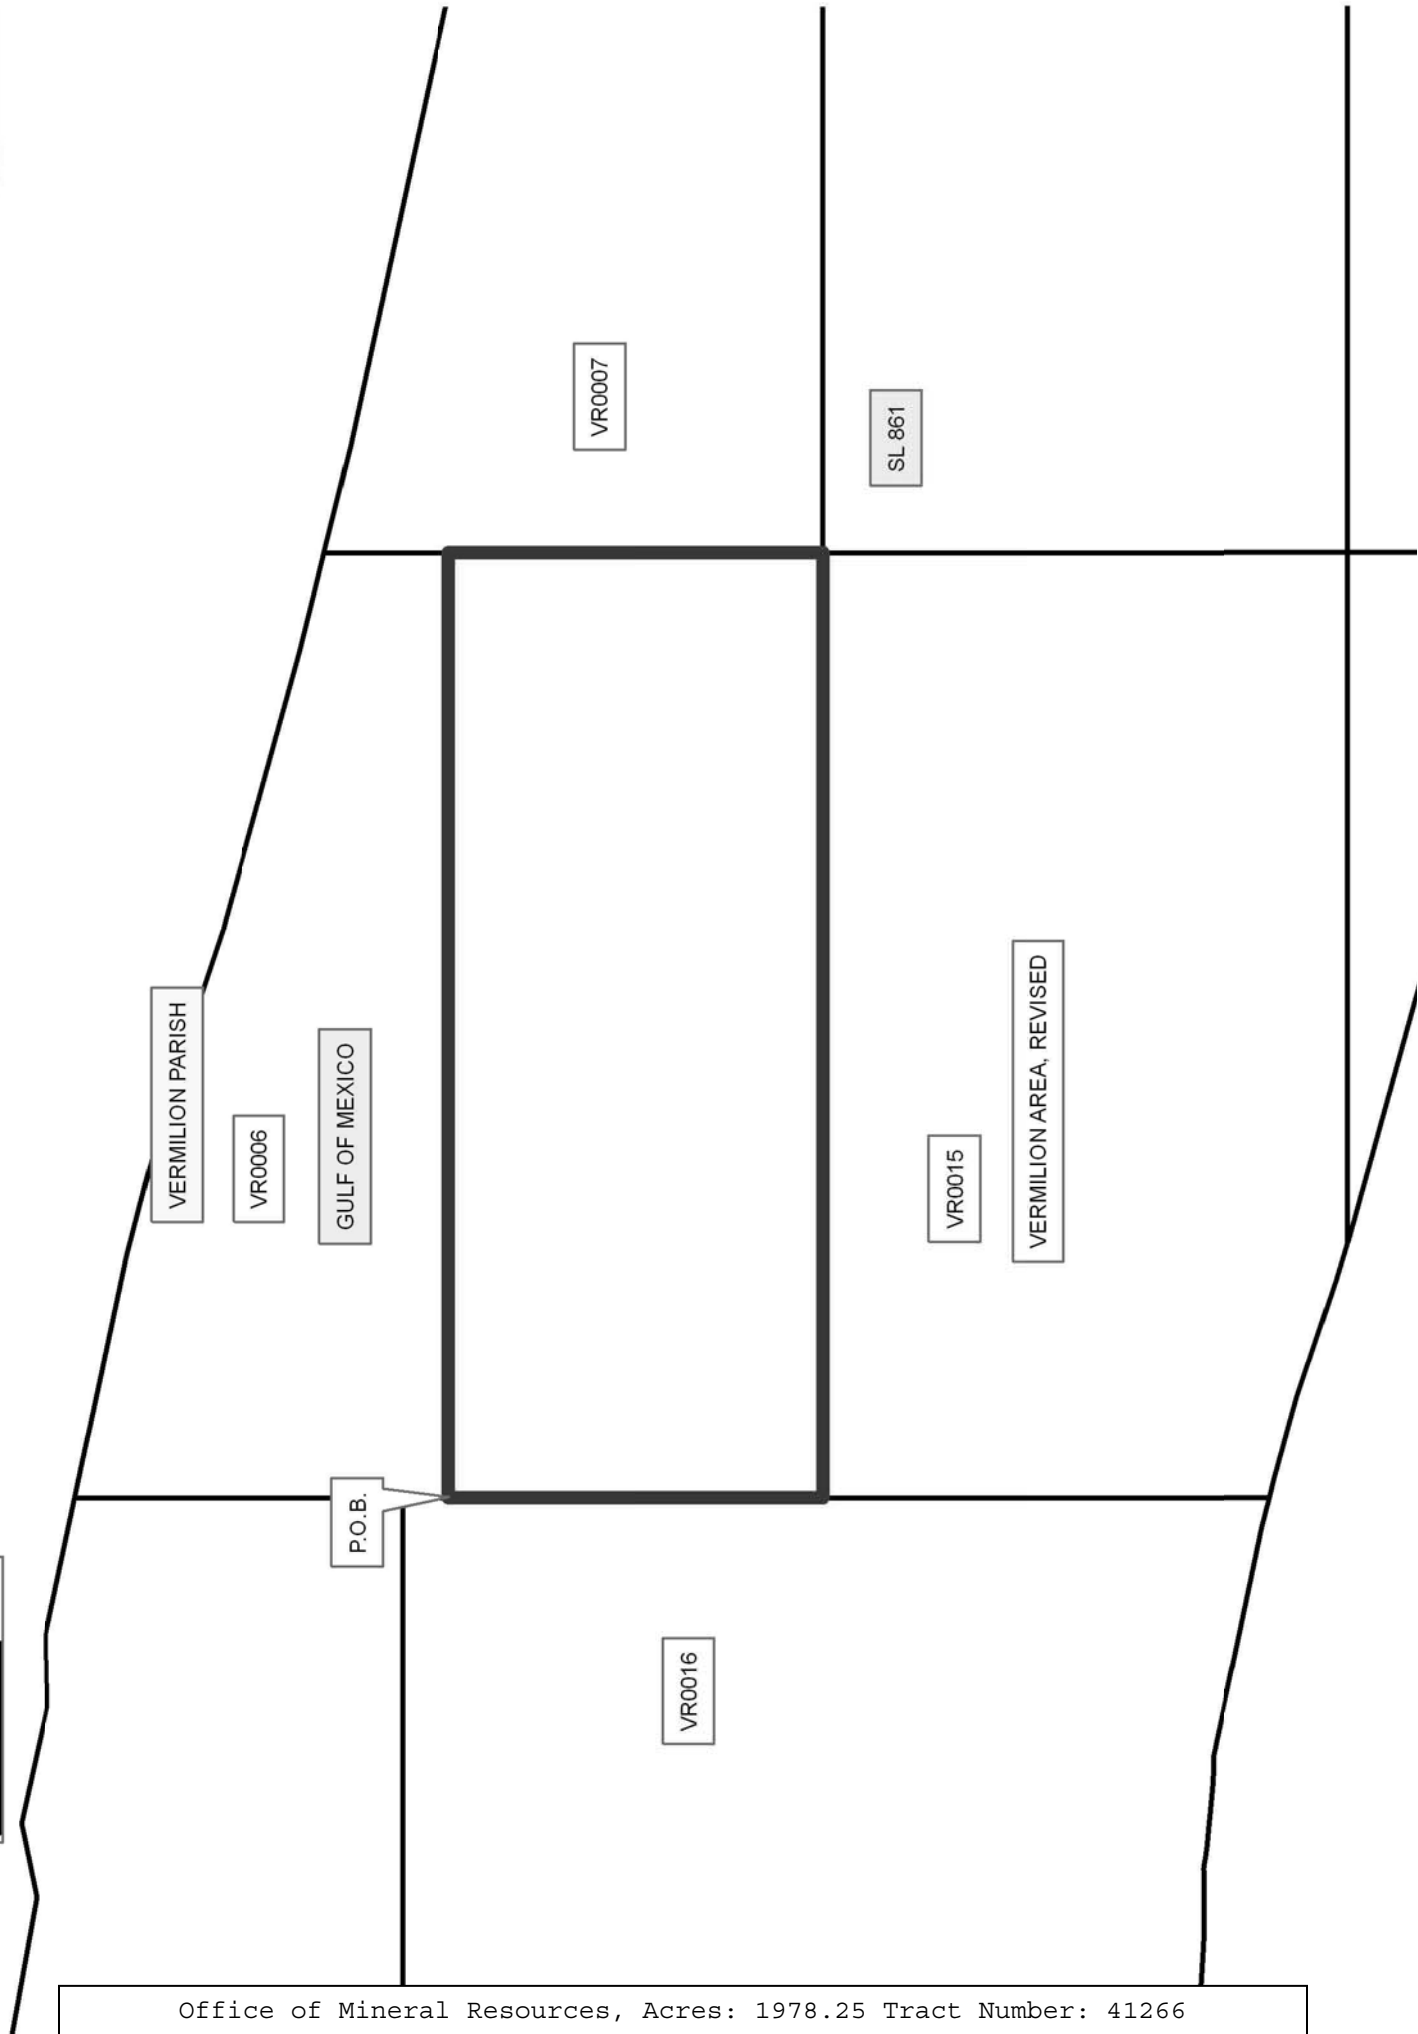 VERMILION PARISH
VR0006
GULF OF MEXICO
P.O.B.
VR0007
SL 861
VR0016
VR0015
VERMILION AREA, REVISED
Office of Mineral Resources, Acres: 1978.25 Tract Number: 41266